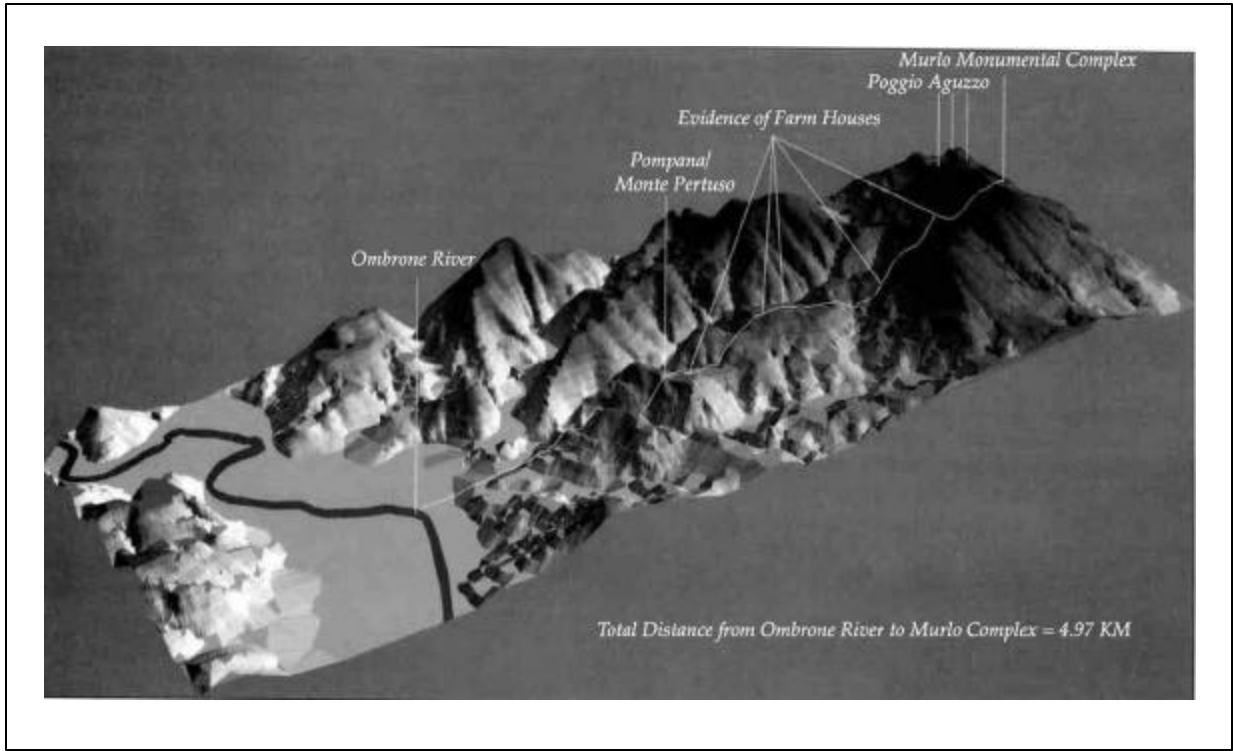 Murlo Monumental Complex
Poggio Aguzzo
Evidence of Farm Houses
Pompana/
Monte Pertuso
Ombrone River
Total Distance from Ombrone River to Murlo Complex = 4.97 KM